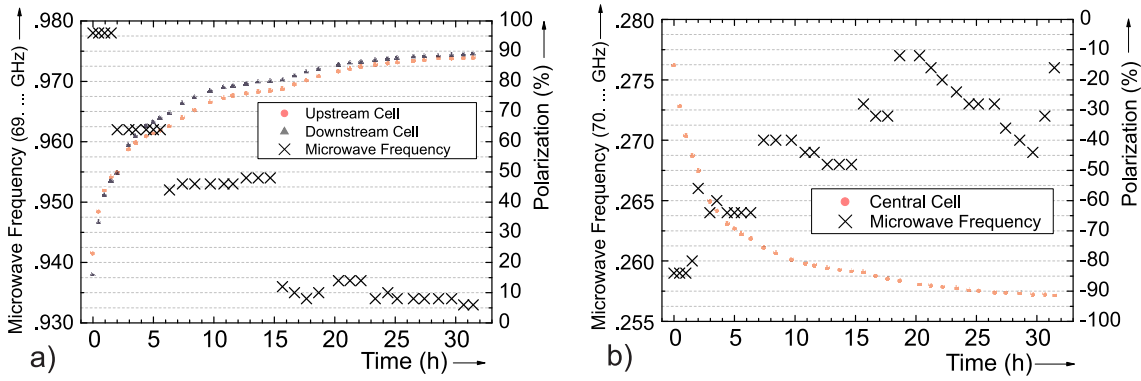 Microwave Frequency (69. ... GHz)
.980
.970
.960
.950
.940
.930
100
90
80
70
60
50
40
30
20
10
0
Polarization (%)
Upstream Cell
Downstream Cell
Microwave Frequency
0 5 10 15 20 25 30
a)
Time (h)
Microwave Frequency (70. ... GHz)
.280
.275
.270
.265
.260
.255
0
-10
-20
-30
-40
-50
-60
-70
-80
-90
-100
Polarization (%)
Central Cell
Microwave Frequency
0 5 10 15 20 25 30
b)
Time (h)